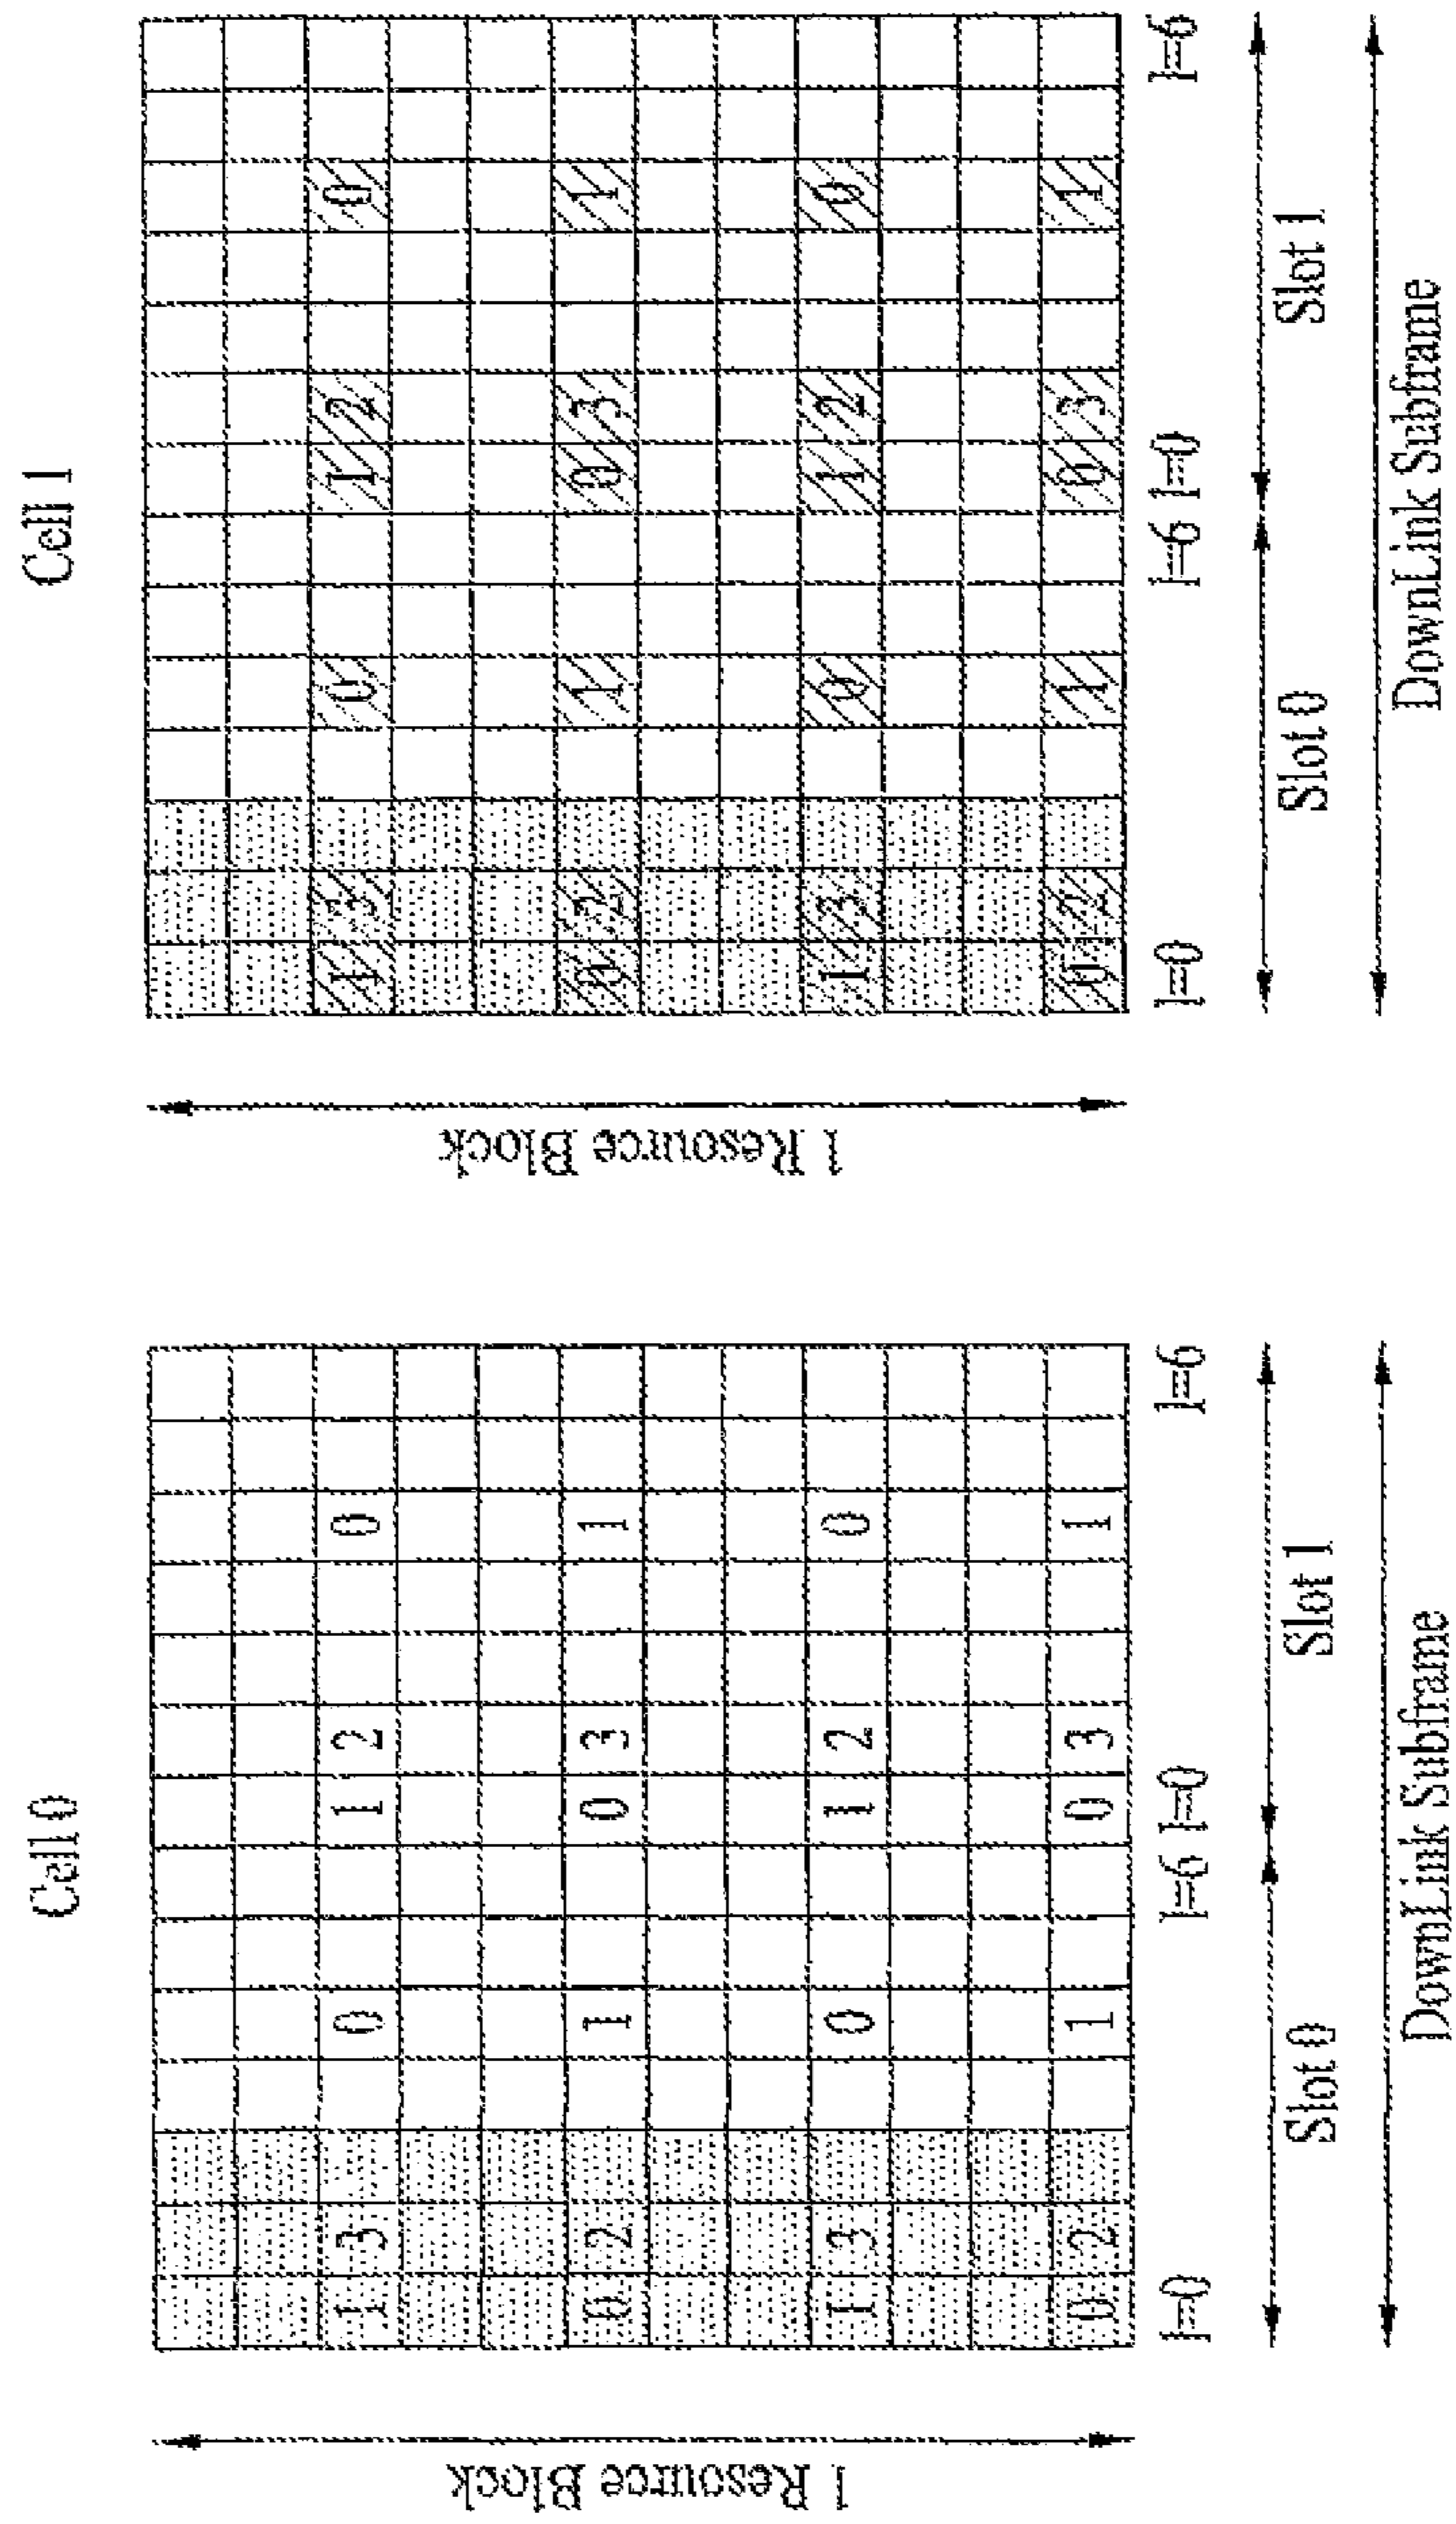 Cell 0
1 3 0 1 2 0
0 2 1 0 3 1
1 3 0 1 2 0
0 2 1 0 3 1
1 Resource Block
l=0 l=6 l=0 l=6
Slot 0 Slot 1
DownLink Subframe
Cell 1
1 3 0 1 2 0
0 2 1 0 3 1
1 3 0 1 2 0
0 2 1 0 3 1
1 Resource Block
l=0 l=6 l=0 l=6
Slot 0 Slot 1
DownLink Subframe